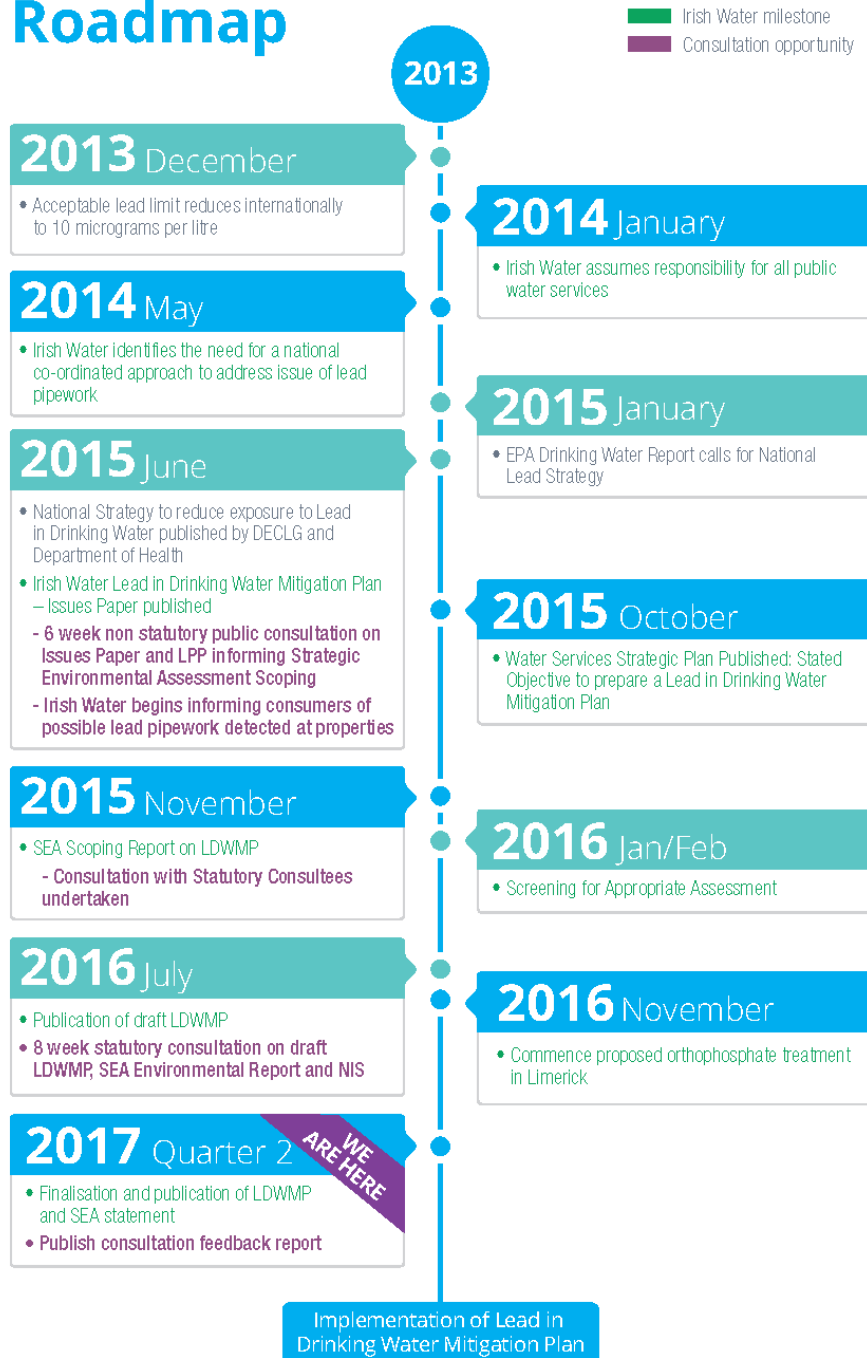 Roadmap
Irish Water milestone
Consultation opportunity
2013
2013 December
• Acceptable lead limit reduces internationally
to 10 micrograms per litre
2014 January
• Irish Water assumes responsibility for all public
water services
2014 May
• Irish Water identifies the need for a national
co-ordinated approach to address issue of lead
pipework
2015 January
• EPA Drinking Water Report calls for National
Lead Strategy
2015 June
• National Strategy to reduce exposure to Lead
in Drinking Water published by DECLG and
Department of Health
• Irish Water Lead in Drinking Water Mitigation Plan
– Issues Paper published
- 6 week non statutory public consultation on
Issues Paper and LPP informing Strategic
Environmental Assessment Scoping
- Irish Water begins informing consumers of
possible lead pipework detected at properties
2015 October
• Water Services Strategic Plan Published: Stated
Objective to prepare a Lead in Drinking Water
Mitigation Plan
2015 November
• SEA Scoping Report on LDWMP
- Consultation with Statutory Consultees
undertaken
2016 Jan/Feb
• Screening for Appropriate Assessment
2016 July
• Publication of draft LDWMP
• 8 week statutory consultation on draft
LDWMP, SEA Environmental Report and NIS
2016 November
• Commence proposed orthophosphate treatment
in Limerick
2017 Quarter 2
WE
ARE HERE
• Finalisation and publication of LDWMP
and SEA statement
• Publish consultation feedback report
Implementation of Lead in
Drinking Water Mitigation Plan